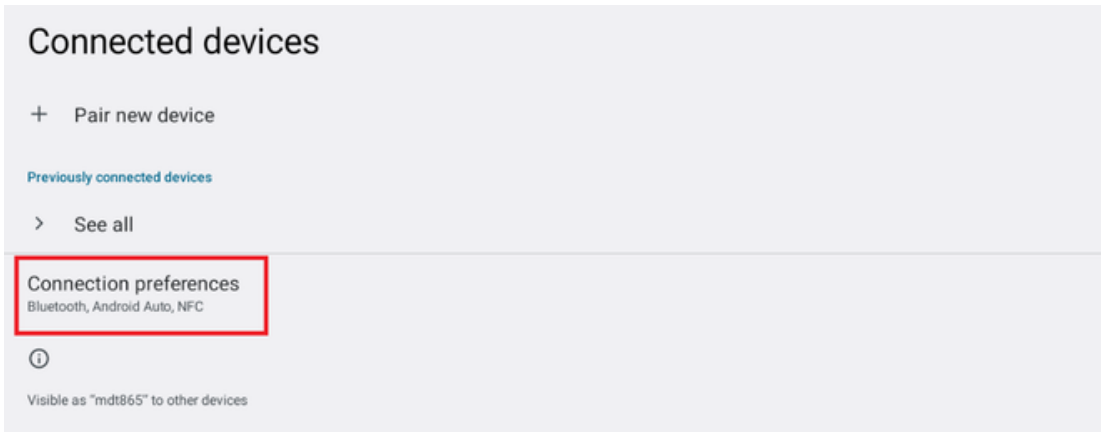 Connected devices
Pair new device
Previously connected devices
See all
Connection preferences
Bluetooth, Android Auto, NFC
Visible as "mdt865" to other devices